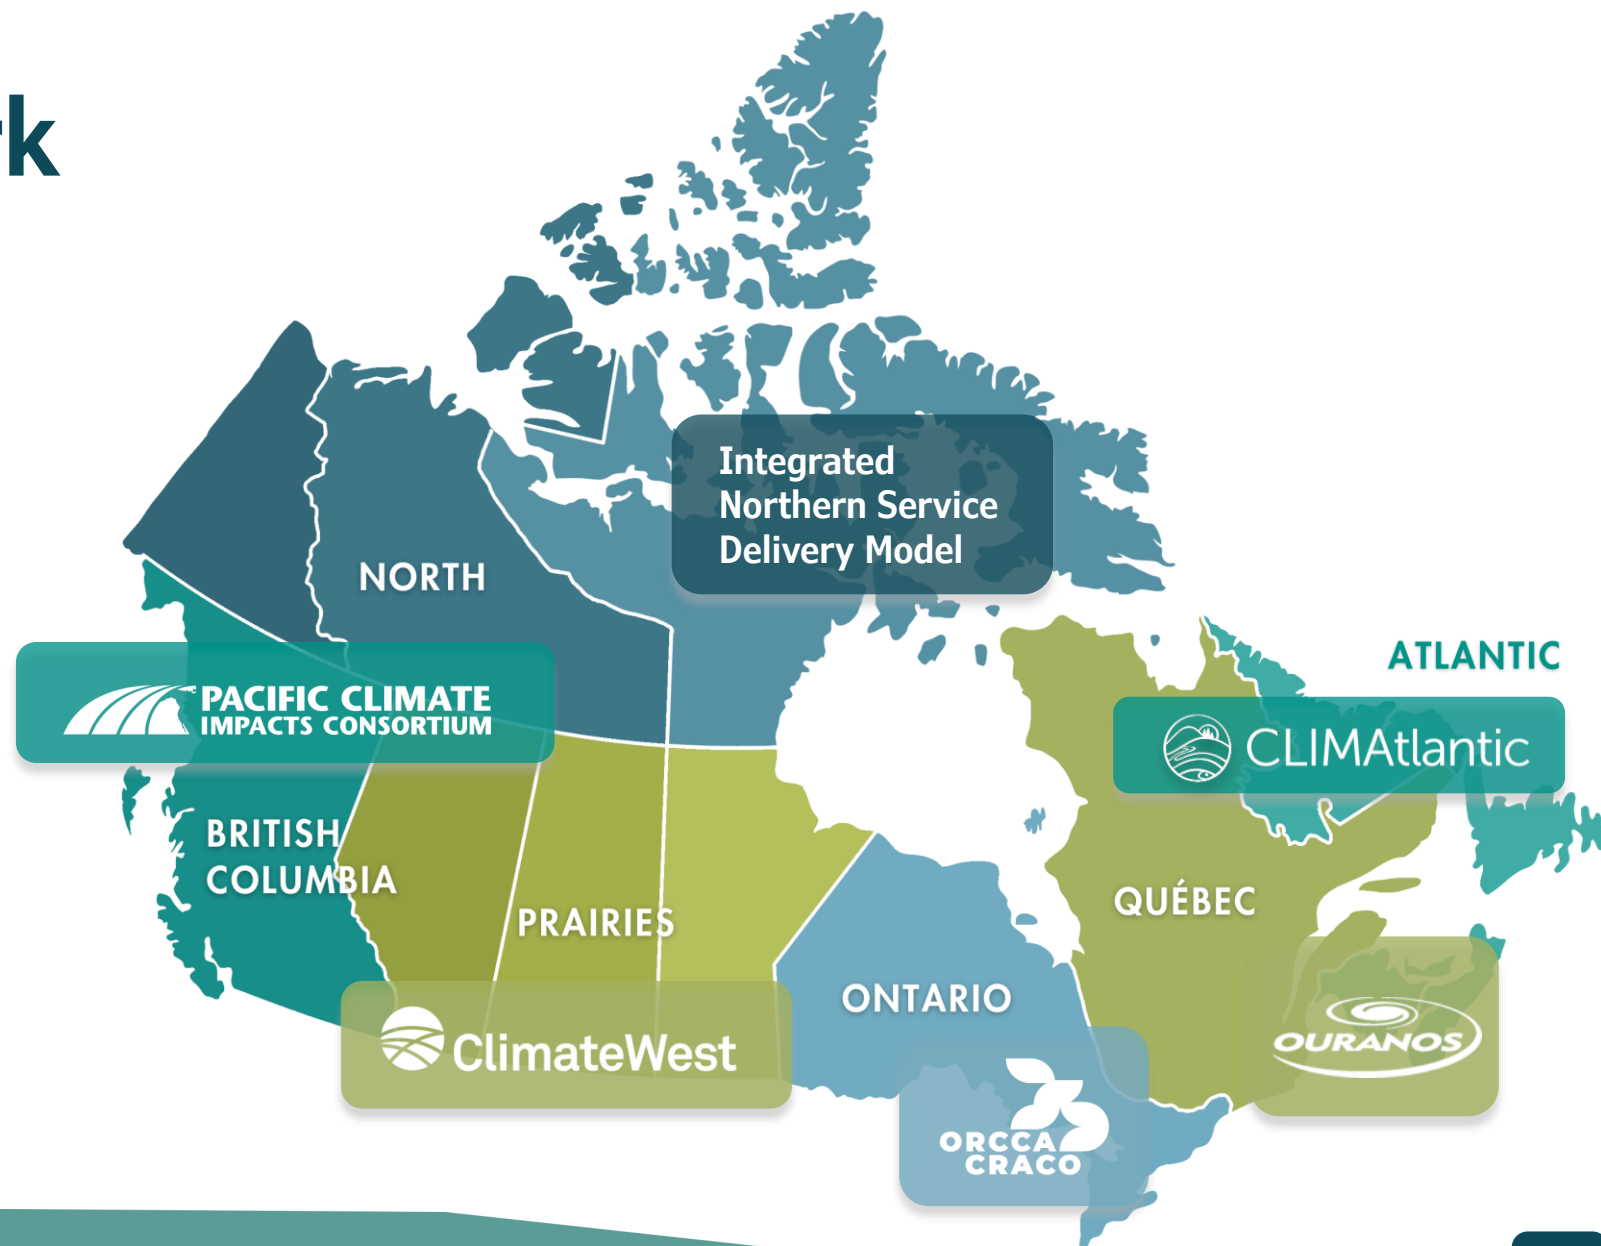 rk
Integrated
Northern Service
Delivery Model
NORTH
ATLANTIC
PACIFIC CLIMATE
IMPACTS CONSORTIUM
CLIMAtlantic
BRITISH
COLUMBIA
PRAIRIES
QUÉBEC
ONTARIO
ClimateWest
OURANOS
ORCCA
CRACO